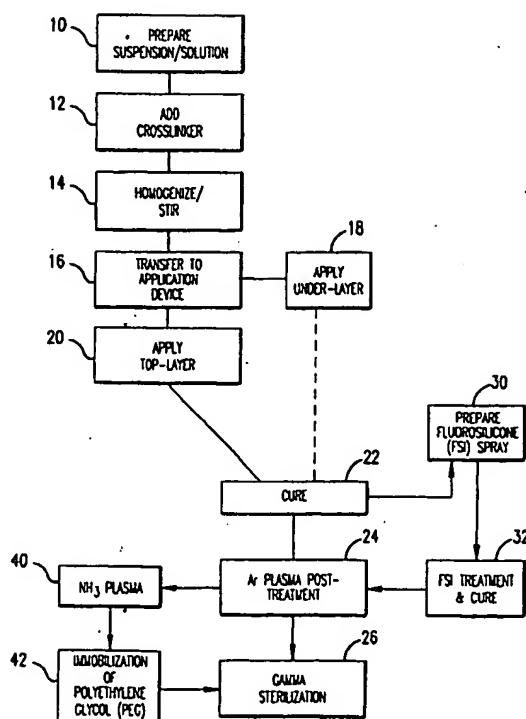 10
PREPARE
SUSPENSION/SOLUTION
12
ADD
CROSSLINKER
14
HOMOGENIZE/
STIR
16
TRANSFER TO
APPLICATION
DEVICE
18
APPLY
UNDER-LAYER
20
APPLY
TOP-LAYER
30
PREPARE
FLUOROSILICONE
(FSI) SPRAY
22
CURE
24
Ar PLASMA POST-
TREATMENT
32
FSI TREATMENT
& CURE
40
NH3 PLASMA
42
IMMOBILIZATION
OF
POLYETHYLENE
GLYCOL (PEG)
26
GAMMA
STERILIZATION